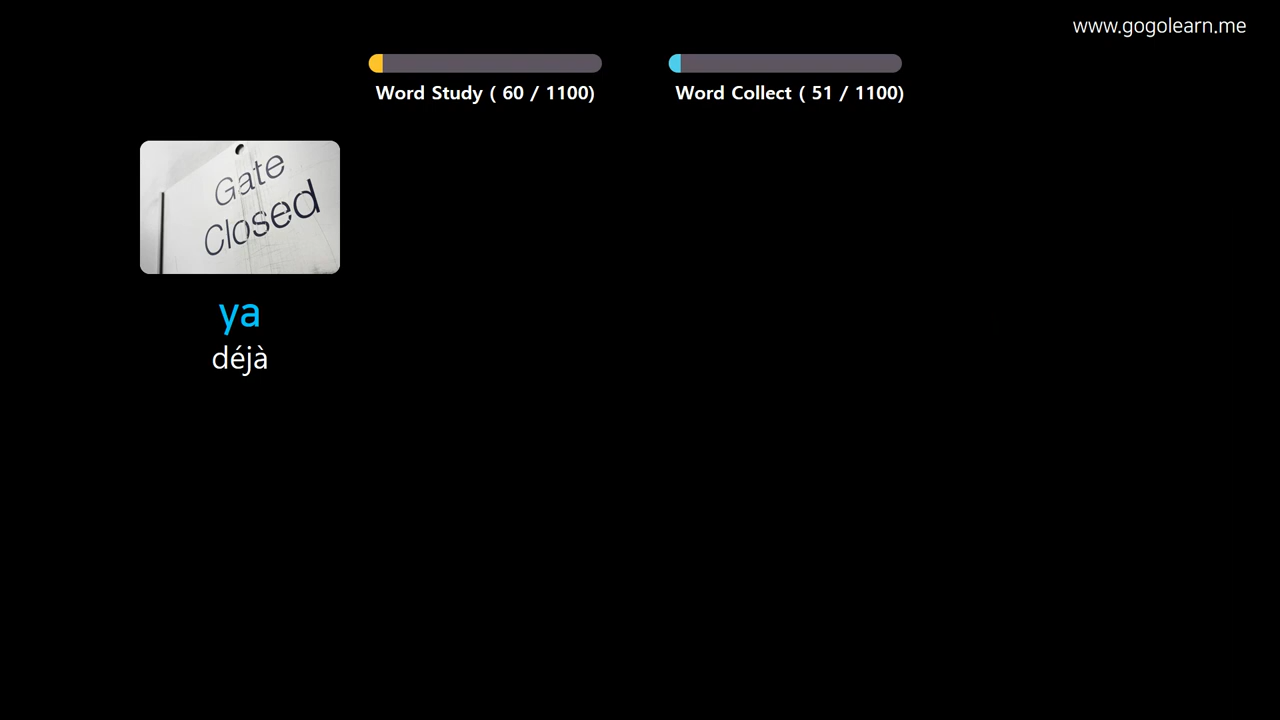 www.gogolearn.me
Word Study ( 60 / 1100)
Word Collect ( 51 / 1100)
Gate
Closed
ya
déjà